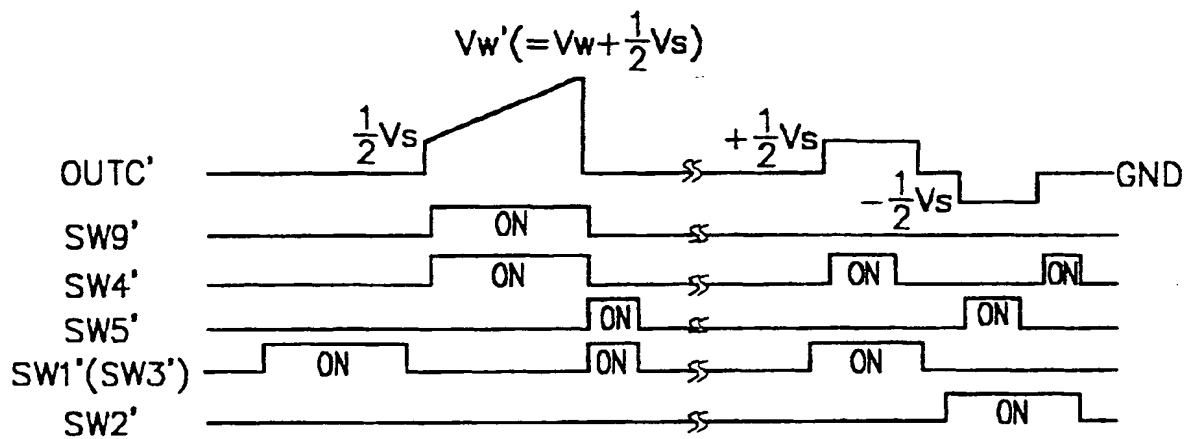 Vw'(=Vw+1/2Vs)
1/2Vs
+1/2Vs
OUTC'
GND
-1/2Vs
SW9' ON
SW4' ON ON ON
SW5' ON ON
SW1'(SW3') ON ON ON
SW2' ON